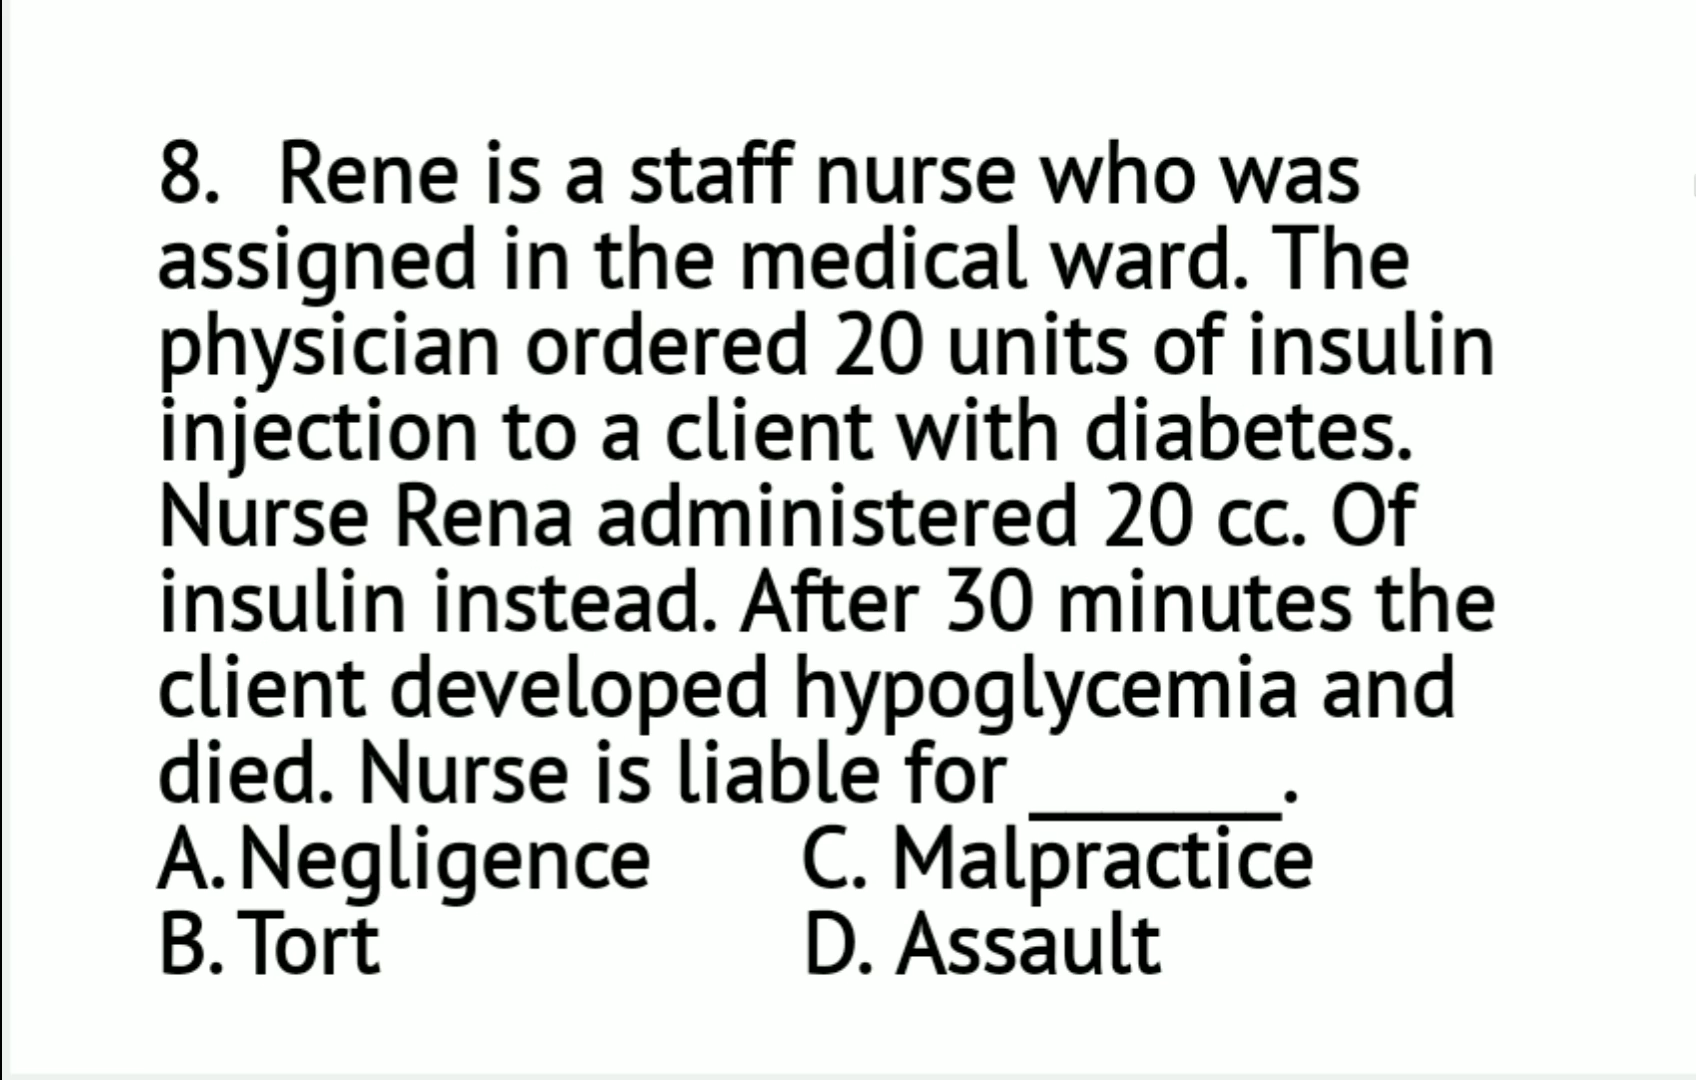 8. Rene is a staff nurse who was
assigned in the medical ward. The
physician ordered 20 units of insulin
injection to a client with diabetes.
Nurse Rena administered 20 cc. Of
insulin instead. After 30 minutes the
client developed hypoglycemia and
died. Nurse is liable for _______.
A. Negligence C. Malpractice
B. Tort D. Assault